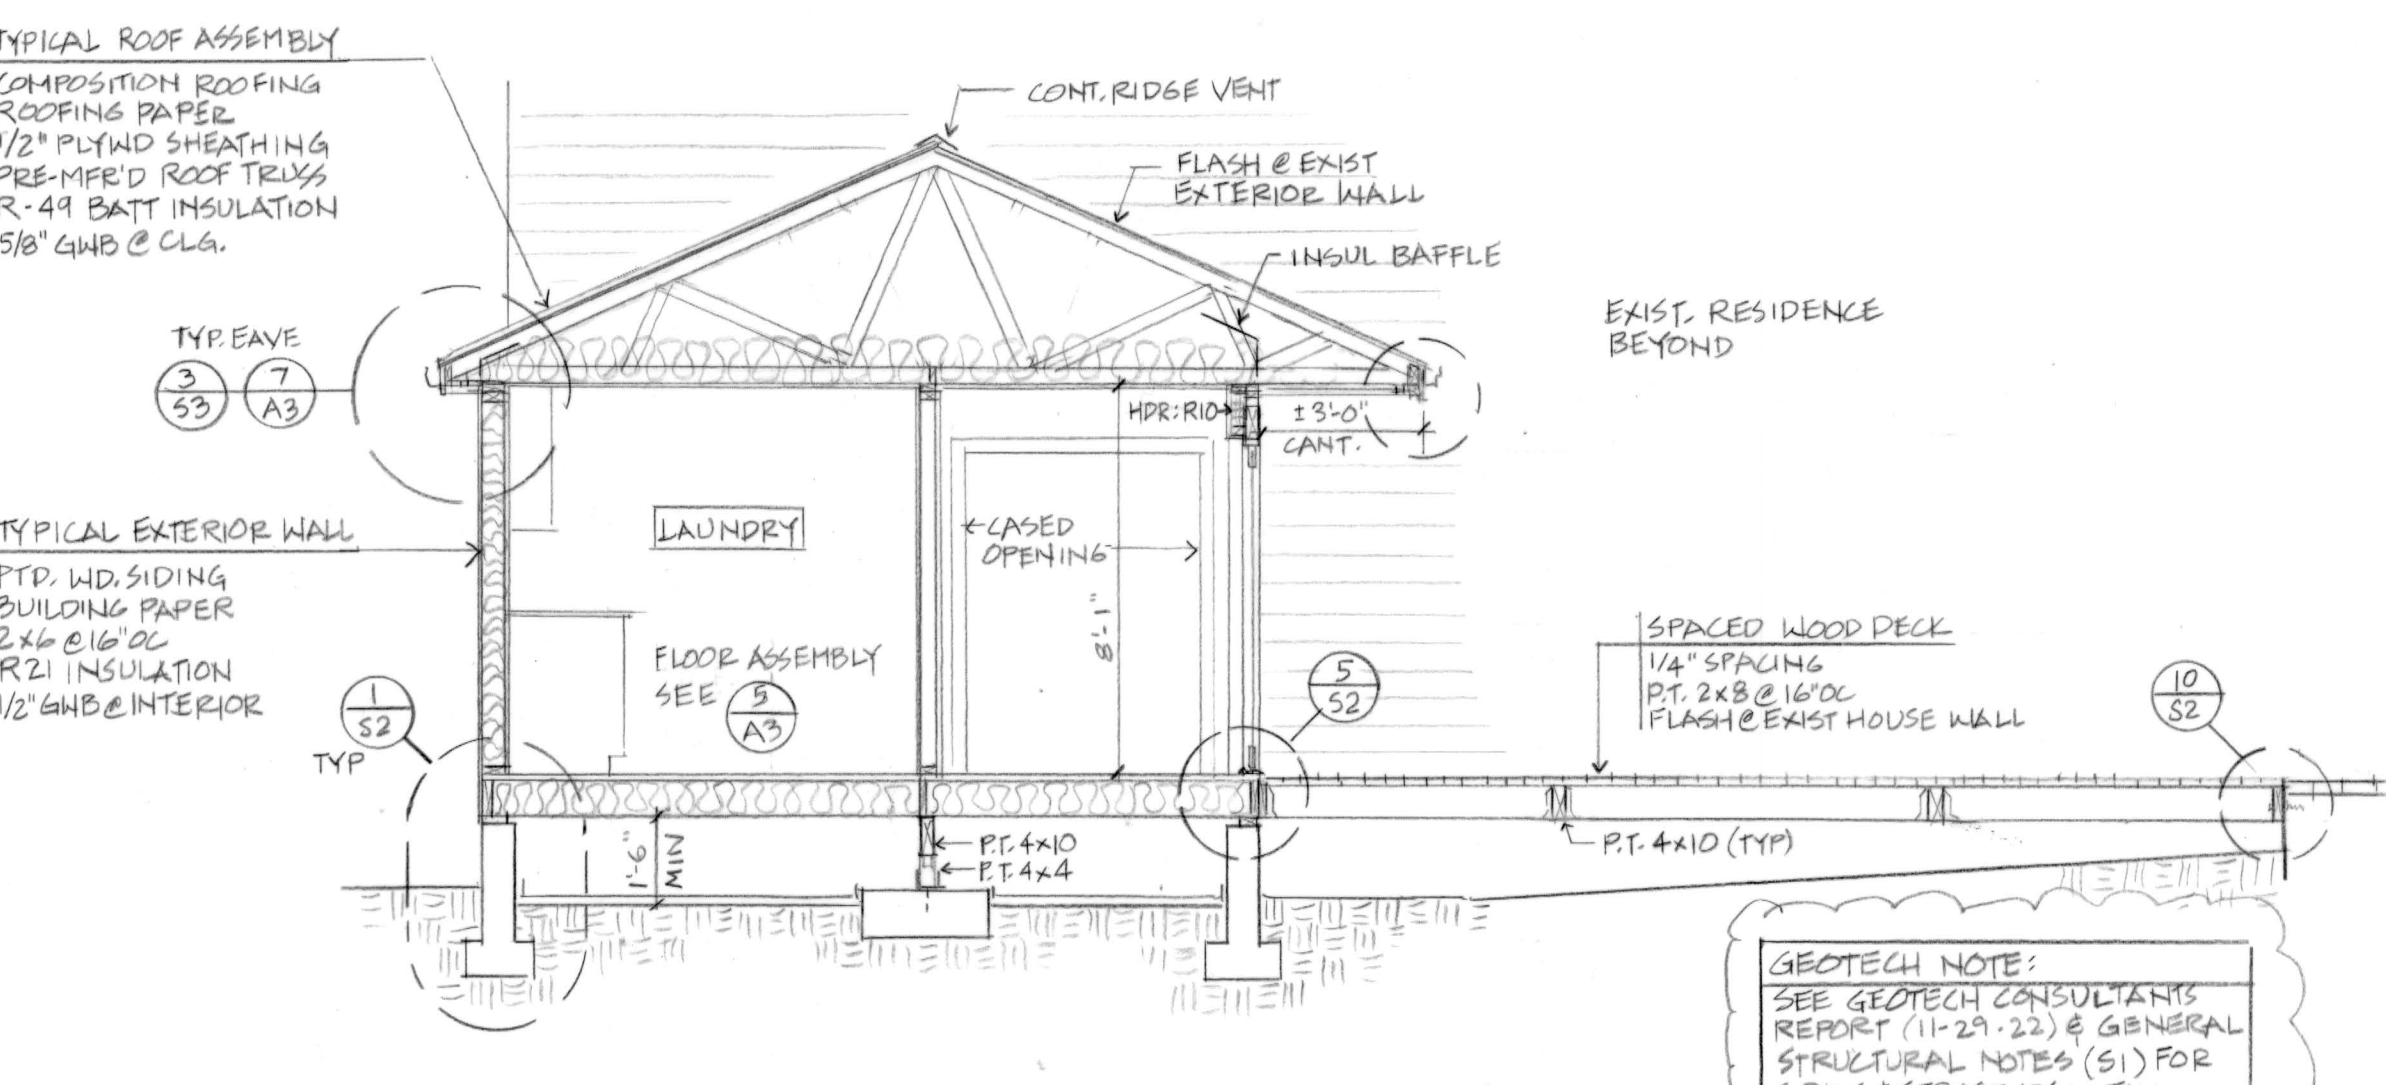 TYPICAL ROOF ASSEMBLY
COMPOSITION ROOFING
ROOFING PAPER
1/2" PLYWD SHEATHING
PRE-MFR'D ROOF TRUSS
R-49 BATT INSULATION
5/8" GWB @ CLG.
CONT. RIDGE VENT
FLASH @ EXIST
EXTERIOR WALL
INSUL BAFFLE
EXIST. RESIDENCE
BEYOND
TYP. EAVE
3
S3
7
A3
HDR: R10
±3'-0"
CANT.
TYPICAL EXTERIOR WALL
PTD. WD. SIDING
BUILDING PAPER
2x6 @ 16" OC
R21 INSULATION
1/2" GWB @ INTERIOR
LAUNDRY
CASED
OPENING
8'-1"
FLOOR ASSEMBLY
SEE
5
A3
1
S2
TYP
5
S2
SPACED WOOD DECK
1/4" SPACING
P.T. 2x8 @ 16" OC
FLASH @ EXIST HOUSE WALL
10
S2
1'-6"
MIN
P.T. 4x10
P.T. 4x4
P.T. 4x10 (TYP)
GEOTECH NOTE:
SEE GEOTECH CONSULTANTS
REPORT (11-29-22) & GENERAL
STRUCTURAL NOTES (S1) FOR